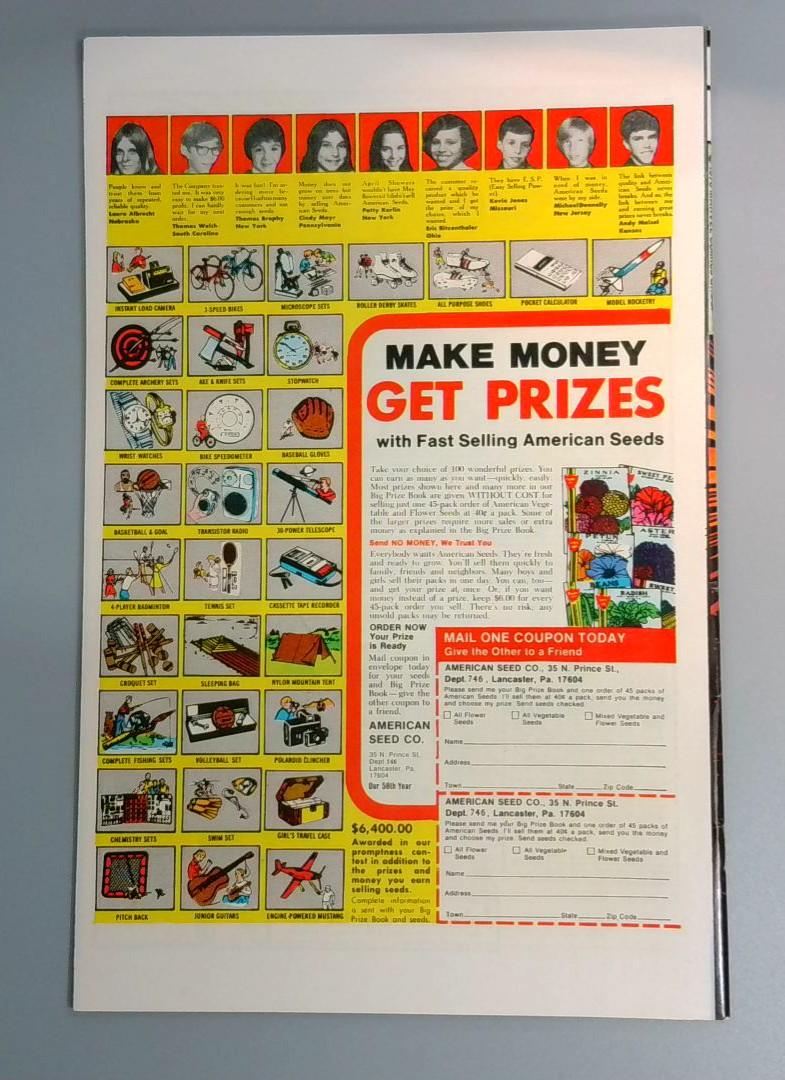 People know and
trust them from
years of repeated,
reliable quality.
Laura Albrecht
Nebraska
The Company trus-
ted me. It was very
easy to make $6.00
profit. I can hardly
wait for my next
order.
Thomas Welsh
South Carolina
It was fun! I'm or-
dering more be-
cause I had too many
customers and not
enough seeds.
Thomas Brophy
New York
Money does not
grow on trees but
money sure does
by selling Amer-
ican Seeds.
Cindy Mayr
Pennsylvania
April Showers
wouldn't have May
flowers if I didn't sell
American Seeds.
Patty Karlin
New York
The customer re-
ceived a quality
product which he
wanted and I got
the prize of my
choice, which I
wanted.
Eric Ritzenthaler
Ohio
They have E.S.P.
(Easy Selling Pow-
er).
Kevin Jones
Missouri
When I was in
need of money,
American Seeds
went by my side.
Michael Donnelly
New Jersey
The link between
quality and Amer-
ican Seeds never
breaks. And so, the
link between me
and earning great
prizes never breaks.
Andy Maisel
Kansas
INSTANT LOAD CAMERA
3-SPEED BIKES
MICROSCOPE SETS
ROLLER DERBY SKATES
ALL PURPOSE SHOES
POCKET CALCULATOR
MODEL ROCKETRY
COMPLETE ARCHERY SETS
AXE & KNIFE SETS
STOPWATCH
WRIST WATCHES
BIKE SPEEDOMETER
BASEBALL GLOVES
BASKETBALL & GOAL
TRANSISTOR RADIO
30-POWER TELESCOPE
4-PLAYER BADMINTON
TENNIS SET
CASSETTE TAPE RECORDER
CROQUET SET
SLEEPING BAG
NYLON MOUNTAIN TENT
COMPLETE FISHING SETS
VOLLEYBALL SET
POLAROID CLINCHER
CHEMISTRY SETS
SWIM SET
GIRL'S TRAVEL CASE
PITCH BACK
JUNIOR GUITARS
ENGINE-POWERED MUSTANG
MAKE MONEY
GET PRIZES
with Fast Selling American Seeds
Take your choice of 100 wonderful prizes. You
can earn as many as you want—quickly, easily.
Most prizes shown here and many more in our
Big Prize Book are given WITHOUT COST for
selling just one 45-pack order of American Vege-
table and Flower Seeds at 40¢ a pack. Some of
the larger prizes require more sales or extra
money as explained in the Big Prize Book.
Send NO MONEY, We Trust You
Everybody wants American Seeds. They're fresh
and ready to grow. You'll sell them quickly to
family, friends and neighbors. Many boys and
girls sell their packs in one day. You can, too—
and get your prize at once. Or, if you want
money instead of a prize, keep $6.00 for every
45-pack order you sell. There's no risk, any
unsold packs may be returned.
ZINNIA
SWEET PE
ASTER
PETUN
BEANS
RADISH
SWEET
ORDER NOW
Your Prize
is Ready
Mail coupon in
envelope today
for your seeds
and Big Prize
Book—give the
other coupon to
a friend.
AMERICAN
SEED CO.
35 N. Prince St.
Dept 746
Lancaster, Pa.
17604
Our 58th Year
$6,400.00
Awarded in our
promptness con-
test in addition to
the prizes and
money you earn
selling seeds.
Complete information
is sent with your Big
Prize Book and seeds.
MAIL ONE COUPON TODAY
Give the Other to a Friend
AMERICAN SEED CO., 35 N. Prince St.,
Dept. 746, Lancaster, Pa. 17604
Please send me your Big Prize Book and one order of 45 packs of
American Seeds. I'll sell them at 40¢ a pack, send you the money
and choose my prize. Send seeds checked.
All Flower Seeds
All Vegetable Seeds
Mixed Vegetable and Flower Seeds
Name
Address
Town State Zip Code
AMERICAN SEED CO., 35 N. Prince St.
Dept. 746, Lancaster, Pa. 17604
Please send me your Big Prize Book and one order of 45 packs of
American Seeds. I'll sell them at 40¢ a pack, send you the money
and choose my prize. Send seeds checked.
All Flower Seeds
All Vegetable Seeds
Mixed Vegetable and Flower Seeds
Name
Address
Town State Zip Code